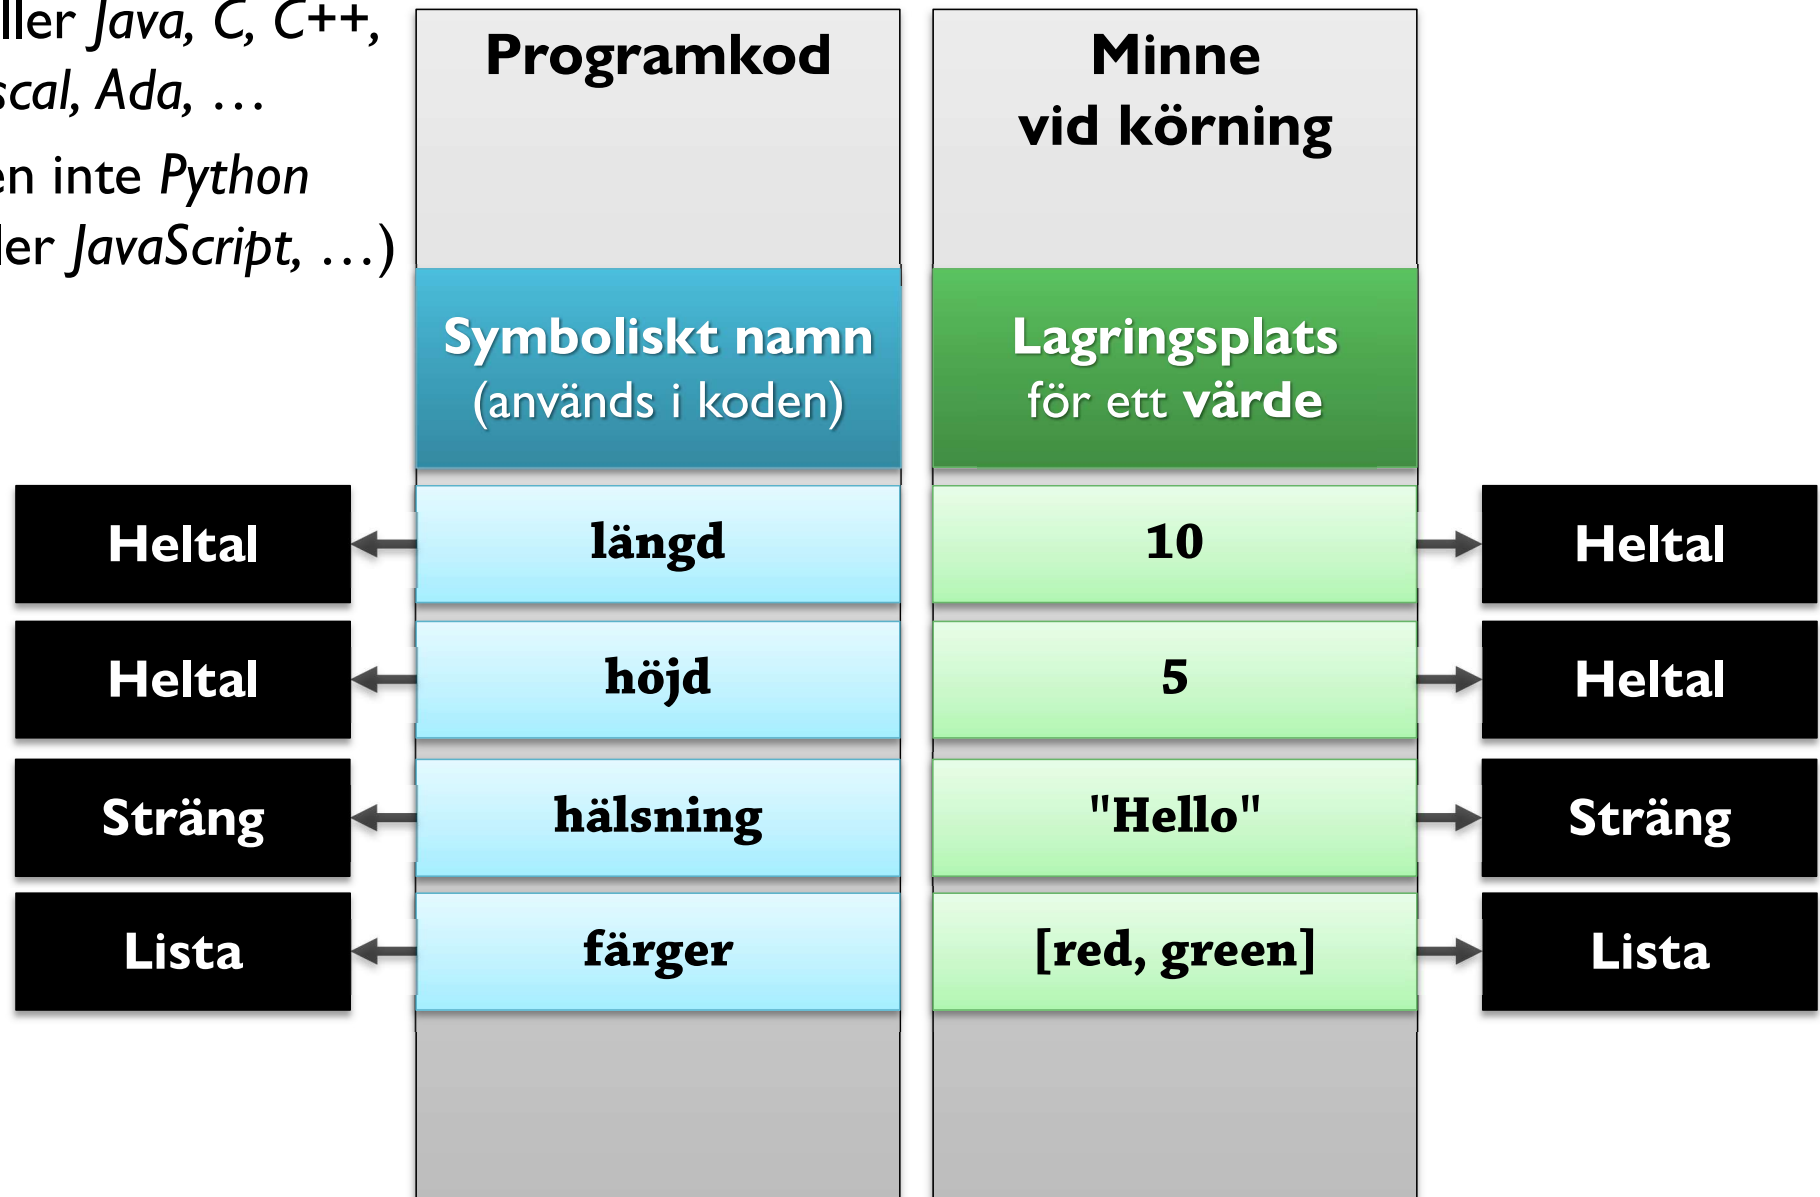 ller Java, C, C++,
scal, Ada, …
en inte Python
ler JavaScript, …)
Programkod
Minne
vid körning
Symboliskt namn
(används i koden)
Lagringsplats
för ett värde
Heltal längd 10 Heltal
Heltal höjd 5 Heltal
Sträng hälsning "Hello" Sträng
Lista färger [red, green] Lista